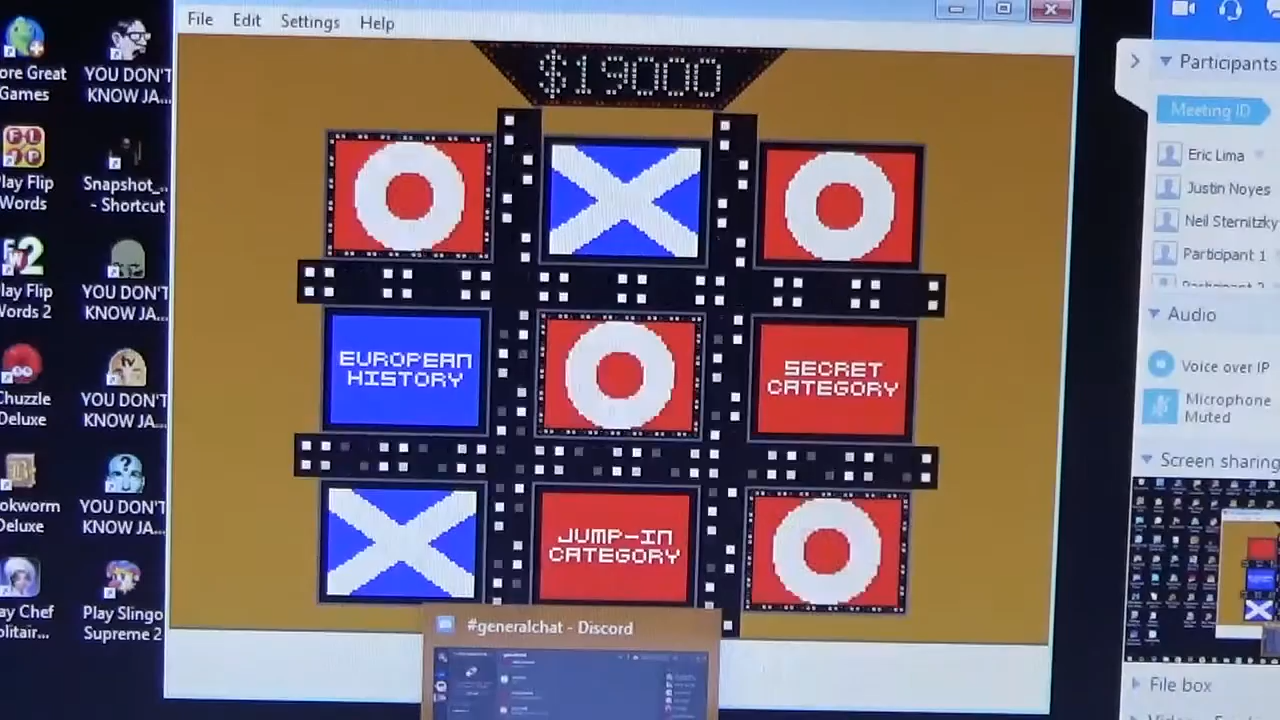 File Edit Settings Help
$19000
EUROPEAN
HISTORY
SECRET
CATEGORY
JUMP-IN
CATEGORY
#generalchat - Discord
ore Great
Games
YOU DON'T
KNOW JA...
lay Flip
Words
Snapshot_...
- Shortcut
lay Flip
Words 2
YOU DON'T
KNOW JA...
Chuzzle
Deluxe
YOU DON'T
KNOW JA...
okworm
Deluxe
YOU DON'T
KNOW JA...
ay Chef
olitair...
Play Slingo
Supreme 2
Participants
Meeting ID
Eric Lima
Justin Noyes
Neil Sternitzky
Participant 1
Audio
Voice over IP
Microphone
Muted
Screen sharing
File box